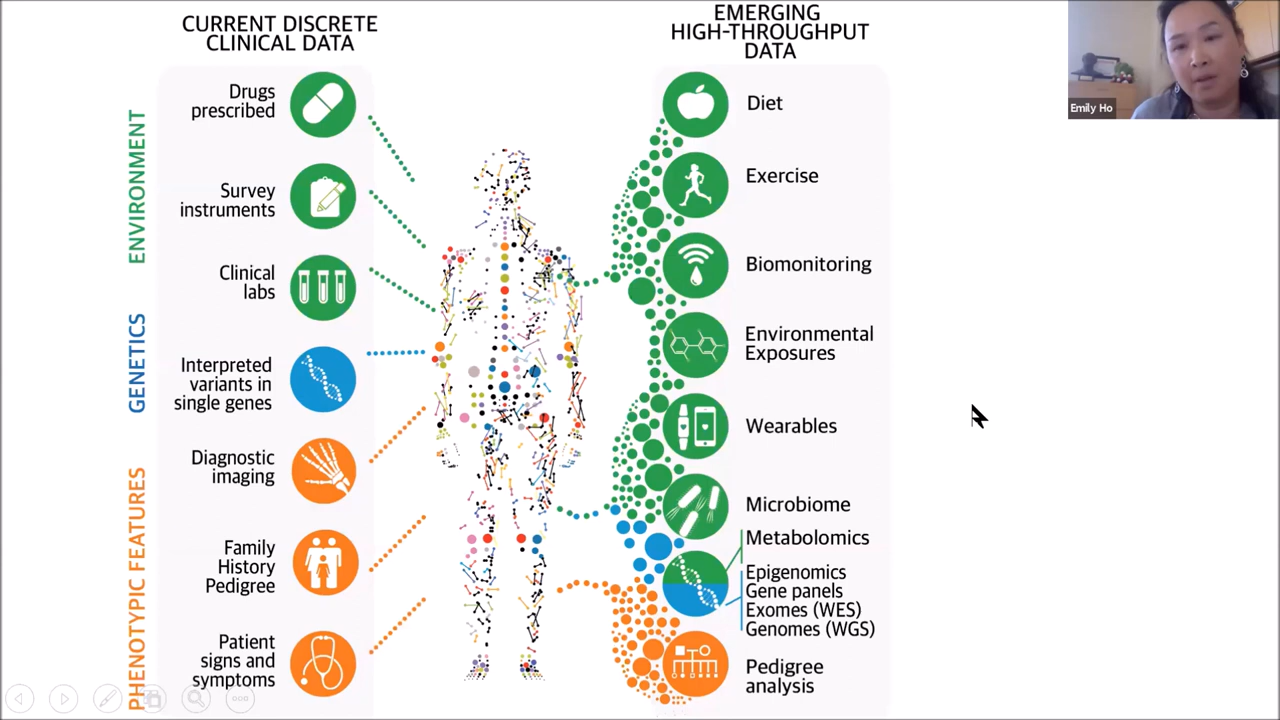 CURRENT DISCRETE
CLINICAL DATA
EMERGING
HIGH-THROUGHPUT
DATA
Emily Ho
ENVIRONMENT
GENETICS
PHENOTYPIC FEATURES
Drugs
prescribed
Survey
instruments
Clinical
labs
Interpreted
variants in
single genes
Diagnostic
imaging
Family
History
Pedigree
Patient
signs and
symptoms
Diet
Exercise
Biomonitoring
Environmental
Exposures
Wearables
Microbiome
Metabolomics
Epigenomics
Gene panels
Exomes (WES)
Genomes (WGS)
Pedigree
analysis